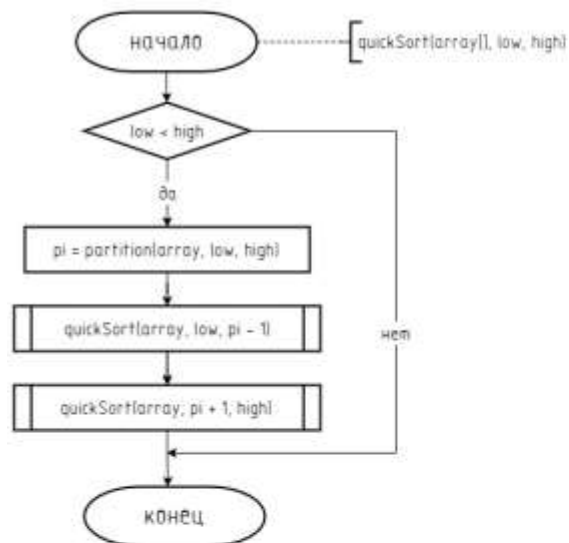 начало
quickSort(array[], low, high)
low < high
да
pi = partition(array, low, high)
quickSort(array, low, pi - 1)
нет
quickSort(array, pi + 1, high)
конец